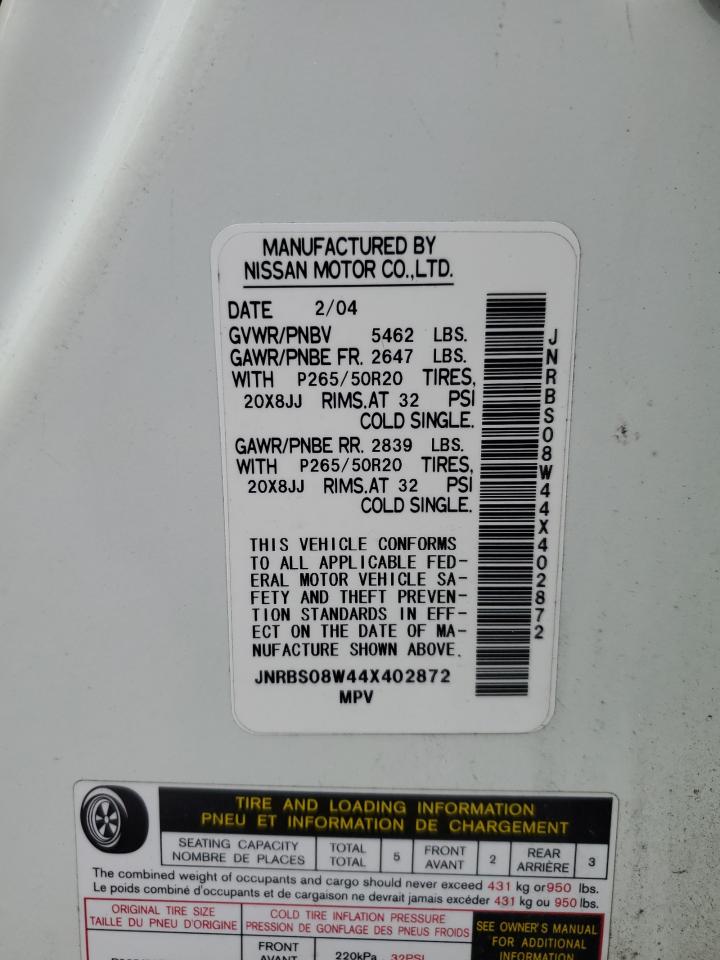 MANUFACTURED BY
NISSAN MOTOR CO.,LTD.
DATE 2/04
GVWR/PNBV 5462 LBS.
GAWR/PNBE FR. 2647 LBS.
WITH P265/50R20 TIRES,
20X8JJ RIMS.AT 32 PSI
COLD SINGLE.
GAWR/PNBE RR. 2839 LBS.
WITH P265/50R20 TIRES,
20X8JJ RIMS.AT 32 PSI
COLD SINGLE.
THIS VEHICLE CONFORMS
TO ALL APPLICABLE FED-
ERAL MOTOR VEHICLE SA-
FETY AND THEFT PREVEN-
TION STANDARDS IN EFF-
ECT ON THE DATE OF MA-
NUFACTURE SHOWN ABOVE.
JNRBS08W44X402872
MPV
JNRBS08W44X402872
TIRE AND LOADING INFORMATION
PNEU ET INFORMATION DE CHARGEMENT
SEATING CAPACITY TOTAL 5 FRONT 2 REAR 3
NOMBRE DE PLACES TOTAL AVANT ARRIÈRE
The combined weight of occupants and cargo should never exceed 431 kg or 950 lbs.
Le poids combiné d'occupants et de cargaison ne devrait jamais excéder 431 kg ou 950 lbs.
ORIGINAL TIRE SIZE COLD TIRE INFLATION PRESSURE
TAILLE DU PNEU D'ORIGINE PRESSION DE GONFLAGE DES PNEUS FROIDS
SEE OWNER'S MANUAL
FOR ADDITIONAL
INFORMATION
FRONT
AVANT 220kPa 32PSI